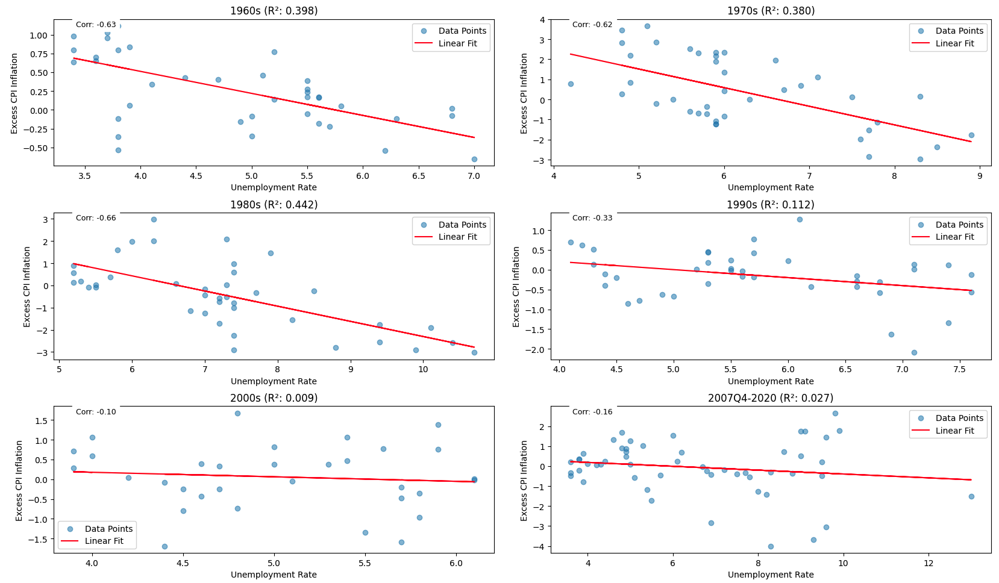 1960s (R²: 0.398)
Corr: -0.63
Data Points
Linear Fit
Excess CPI Inflation
1.00
0.75
0.50
0.25
0.00
−0.25
−0.50
3.5 4.0 4.5 5.0 5.5 6.0 6.5 7.0
Unemployment Rate
1970s (R²: 0.380)
Corr: -0.62
Data Points
Linear Fit
Excess CPI Inflation
4
3
2
1
0
−1
−2
−3
4 5 6 7 8 9
Unemployment Rate
1980s (R²: 0.442)
Corr: -0.66
Data Points
Linear Fit
Excess CPI Inflation
3
2
1
0
−1
−2
−3
5 6 7 8 9 10
Unemployment Rate
1990s (R²: 0.112)
Corr: -0.33
Data Points
Linear Fit
Excess CPI Inflation
1.0
0.5
0.0
−0.5
−1.0
−1.5
−2.0
4.0 4.5 5.0 5.5 6.0 6.5 7.0 7.5
Unemployment Rate
2000s (R²: 0.009)
Corr: -0.10
Excess CPI Inflation
1.5
1.0
0.5
0.0
−0.5
−1.0
−1.5
Data Points
Linear Fit
4.0 4.5 5.0 5.5 6.0
Unemployment Rate
2007Q4-2020 (R²: 0.027)
Corr: -0.16
Data Points
Linear Fit
Excess CPI Inflation
2
1
0
−1
−2
−3
−4
4 6 8 10 12
Unemployment Rate